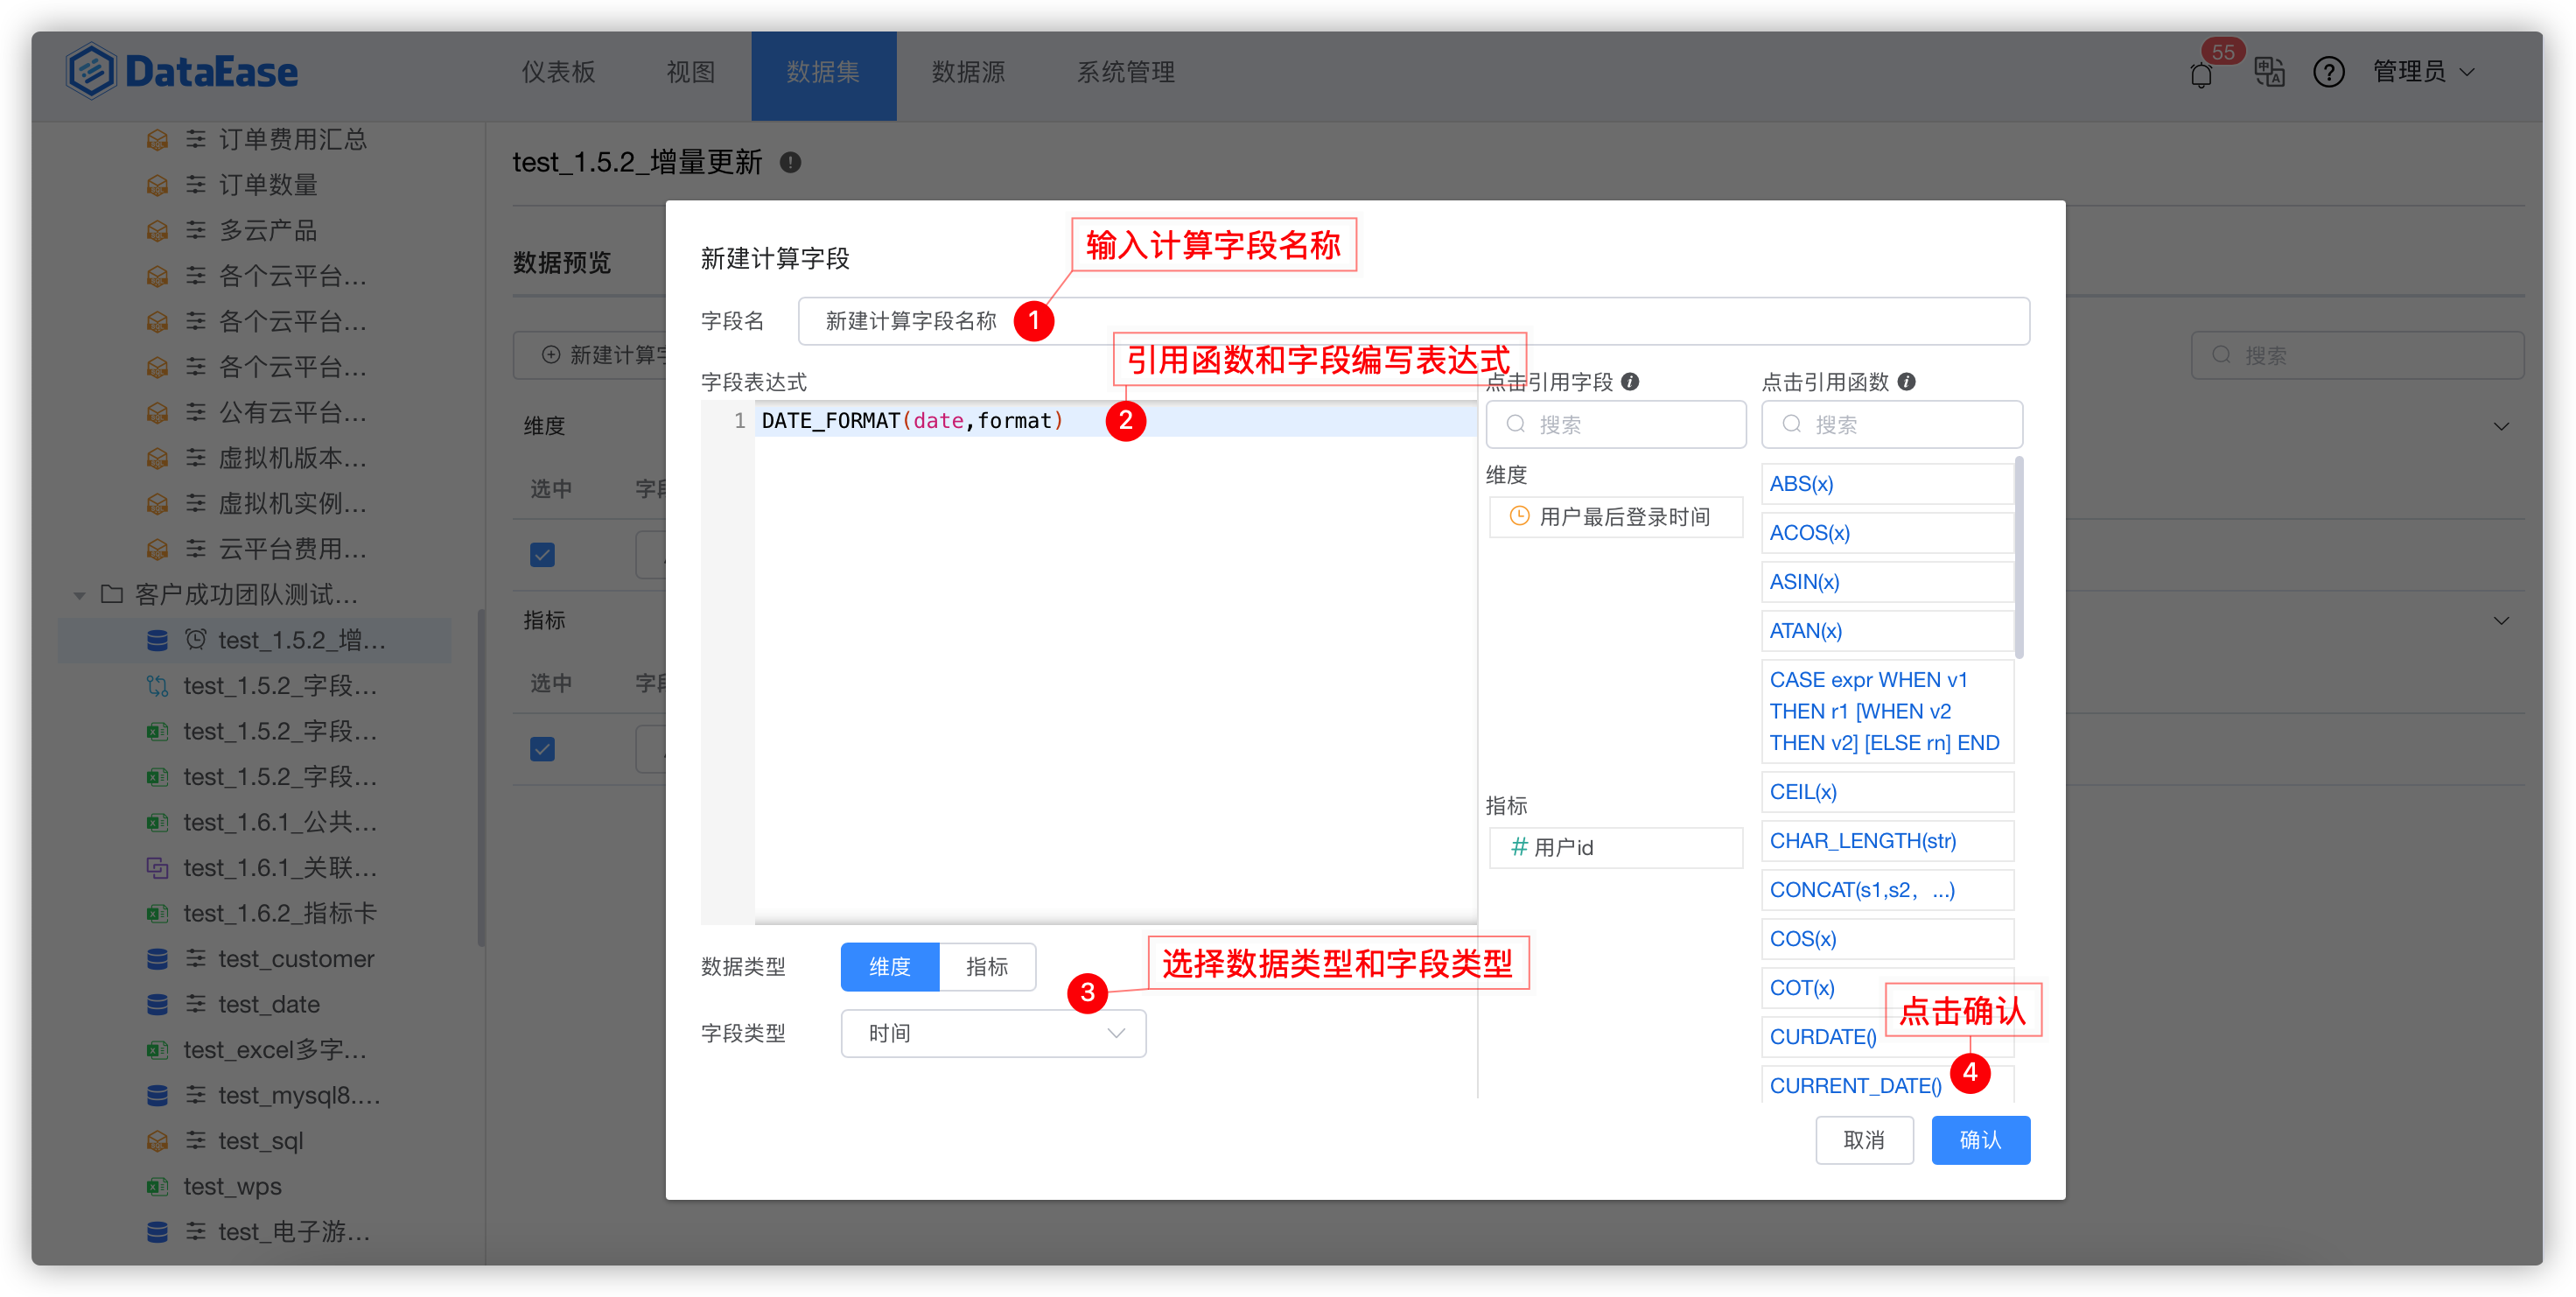 DataEase
仪表板
视图
数据集
数据源
系统管理
55
管理员
订单费用汇总
订单数量
多云产品
各个云平台...
各个云平台...
各个云平台...
公有云平台...
虚拟机版本...
虚拟机实例...
云平台费用...
客户成功团队测试...
test_1.5.2_增...
test_1.5.2_字段...
test_1.5.2_字段...
test_1.5.2_字段...
test_1.6.1_公共...
test_1.6.1_关联...
test_1.6.2_指标卡
test_customer
test_date
test_excel多字...
test_mysql8....
test_sql
test_wps
test_电子游...
test_1.5.2_增量更新
数据预览
新建计算字
搜索
维度
选中
字段
指标
选中
字段
新建计算字段
输入计算字段名称
字段名
新建计算字段名称
1
引用函数和字段编写表达式
字段表达式
1
DATE_FORMAT(date,format)
2
点击引用字段
搜索
维度
用户最后登录时间
指标
# 用户id
点击引用函数
搜索
ABS(x)
ACOS(x)
ASIN(x)
ATAN(x)
CASE expr WHEN v1
THEN r1 [WHEN v2
THEN v2] [ELSE rn] END
CEIL(x)
CHAR_LENGTH(str)
CONCAT(s1,s2, ...)
COS(x)
COT(x)
CURDATE()
CURRENT_DATE()
数据类型
维度
指标
选择数据类型和字段类型
3
字段类型
时间
点击确认
4
取消
确认